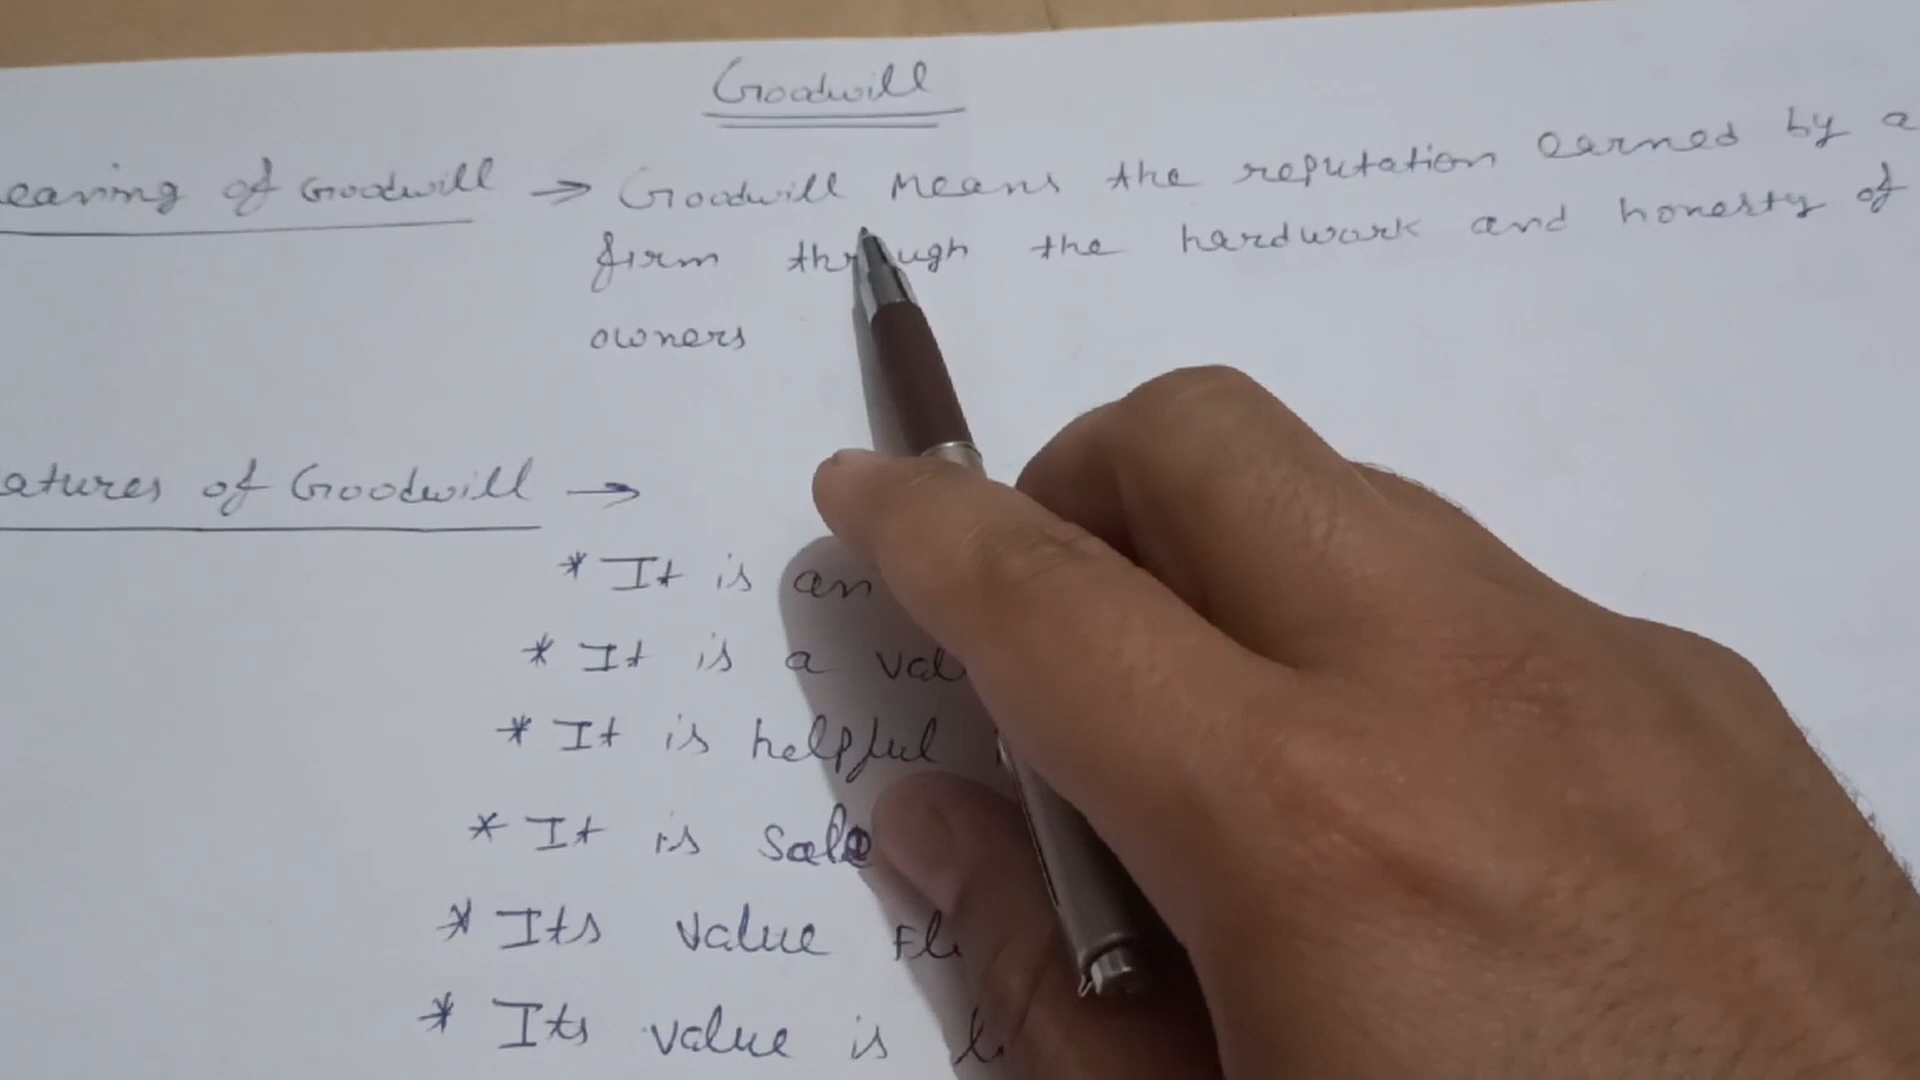 Goodwill
eaning of Goodwill → Goodwill Means the reputation earned by a
firm through the hardwork and honesty of
owners
atures of Goodwill →
* It is an
* It is a val
* It is helpful
* It is sale
* Its value Fl
* Its value is